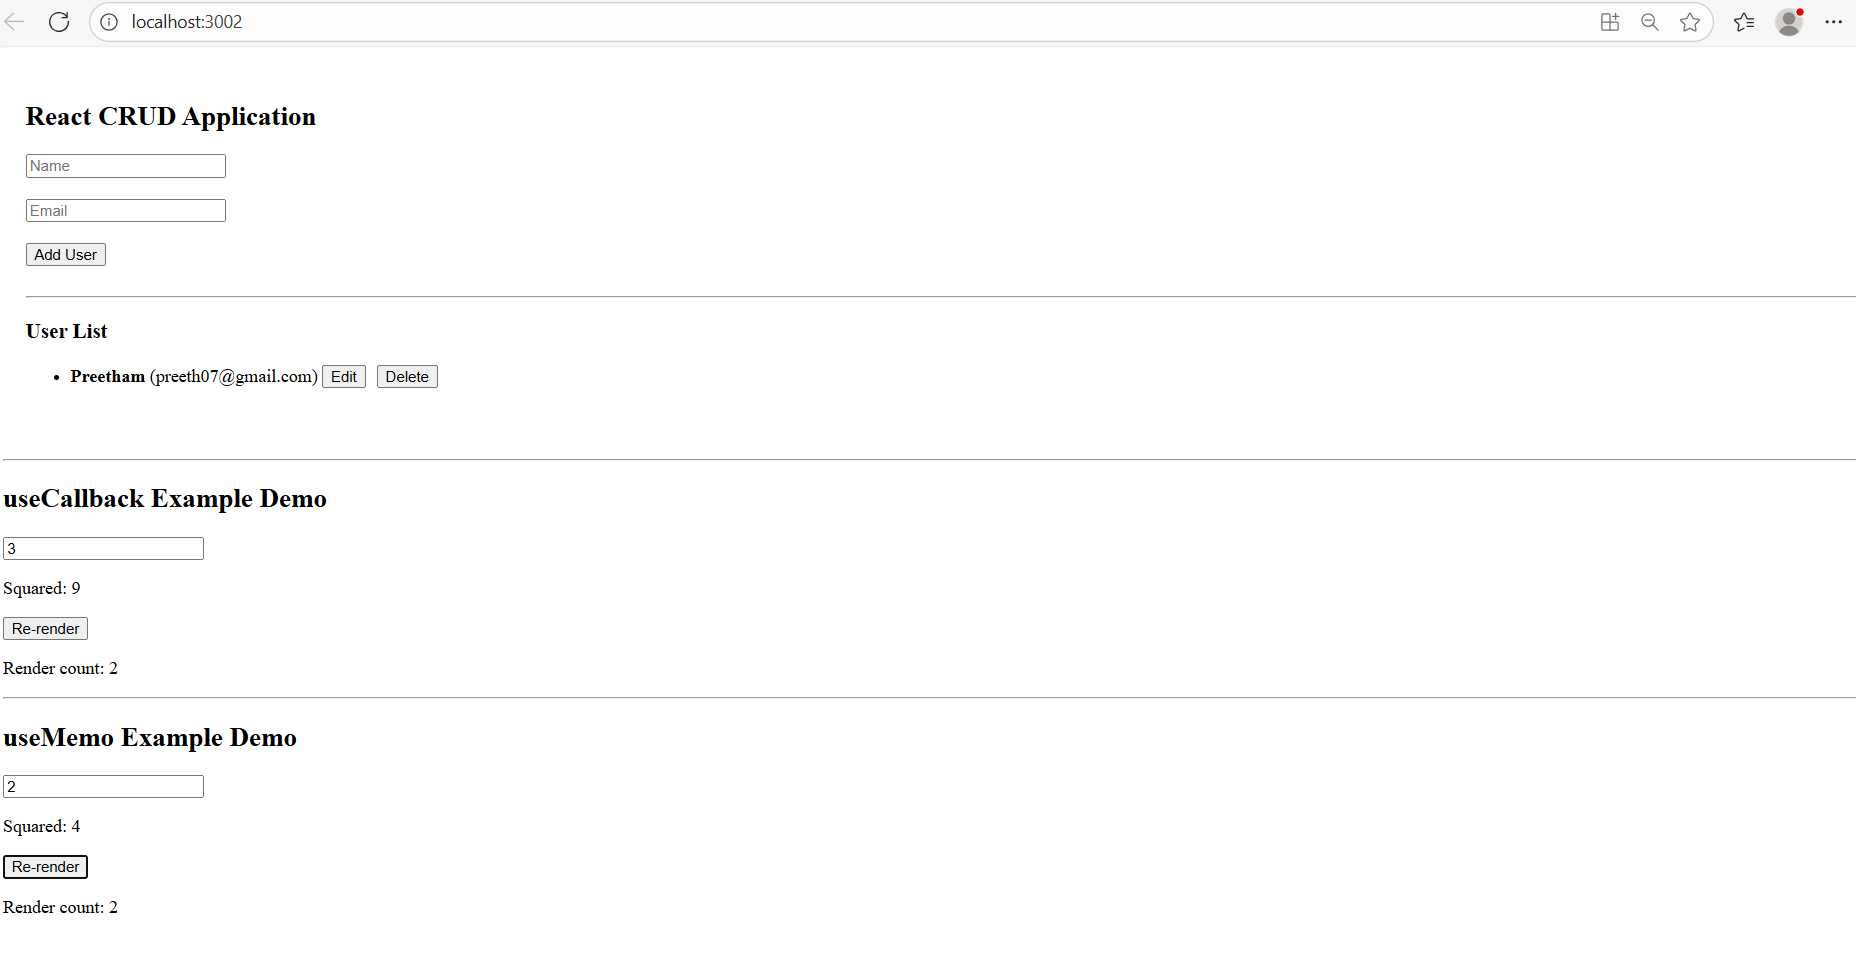 localhost:3002
React CRUD Application
Name
Email
Add User
User List
• Preetham (preeth07@gmail.com) Edit Delete
useCallback Example Demo
3
Squared: 9
Re-render
Render count: 2
useMemo Example Demo
2
Squared: 4
Re-render
Render count: 2